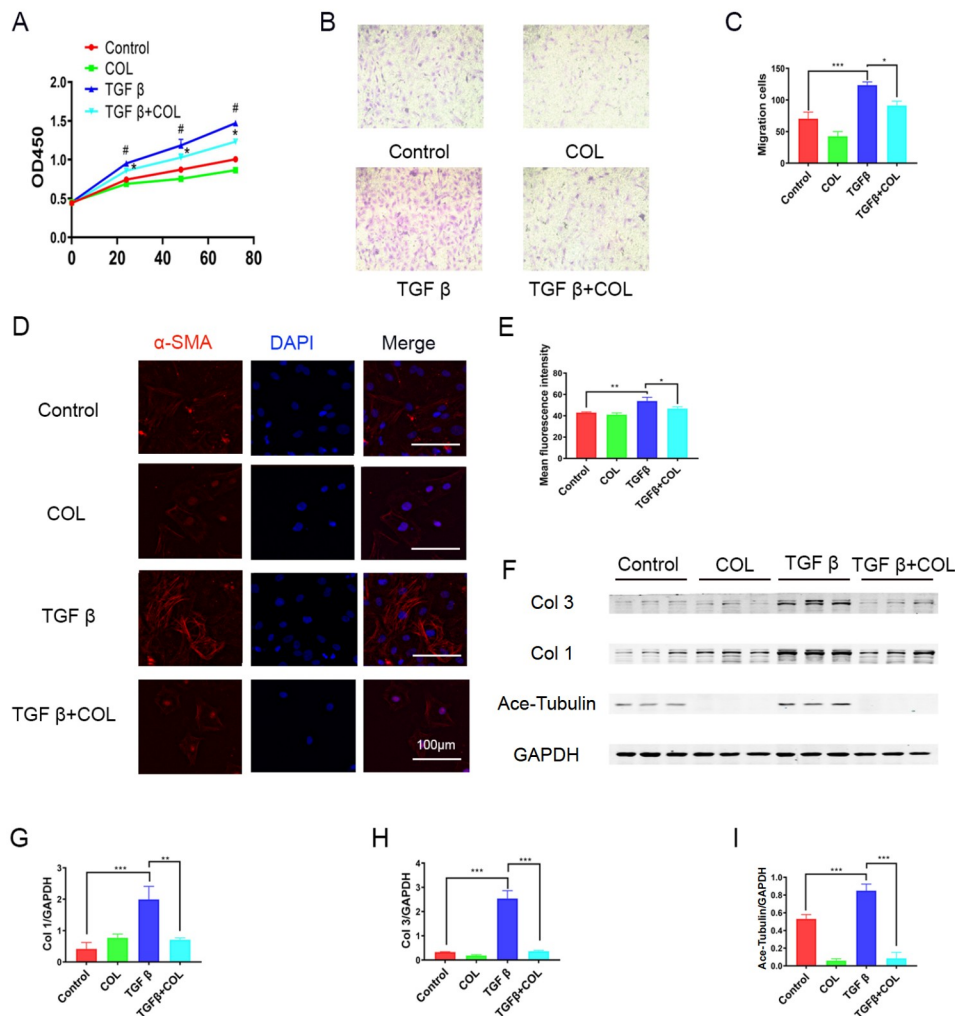 A
Control
COL
TGF β
TGF β+COL
OD450
2.0
1.5
1.0
0.5
0.0
0 20 40 60 80
# # #
* * *
B
Control COL
TGF β TGF β+COL
C
Migration cells
150
100
50
0
*** *
Control COL TGFβ TGFβ+COL
D
α-SMA DAPI Merge
Control
COL
TGF β
TGF β+COL
100μm
E
Mean fluorescence intensity
80
60
40
20
0
** *
Control COL TGFβ TGFβ+COL
F
Control COL TGF β TGF β+COL
Col 3
Col 1
Ace-Tubulin
GAPDH
G
Col 1/GAPDH
3
2
1
0
*** **
Control COL TGF β TGFβ+COL
H
Col 3/GAPDH
4
3
2
1
0
*** ***
Control COL TGF β TGFβ+COL
I
Ace-Tubulin/GAPDH
1.0
0.8
0.6
0.4
0.2
0.0
*** ***
Control COL TGF β TGFβ+COL